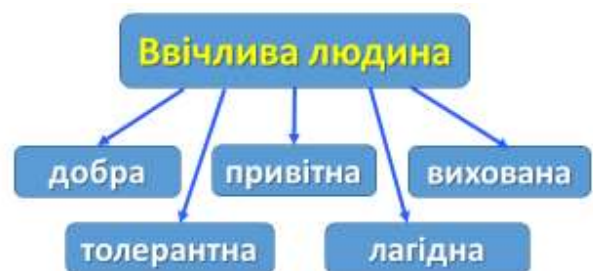 Ввічлива людина
добра
привітна
вихована
толерантна
лагідна